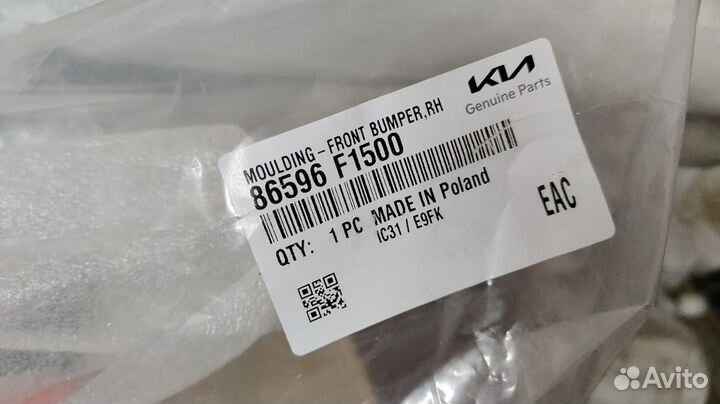 KIA
Genuine Parts
MOULDING-FRONT BUMPER,RH
86596 F1500
QTY: 1 PC MADE IN Poland
IC31 / E9FK
EAC
Avito